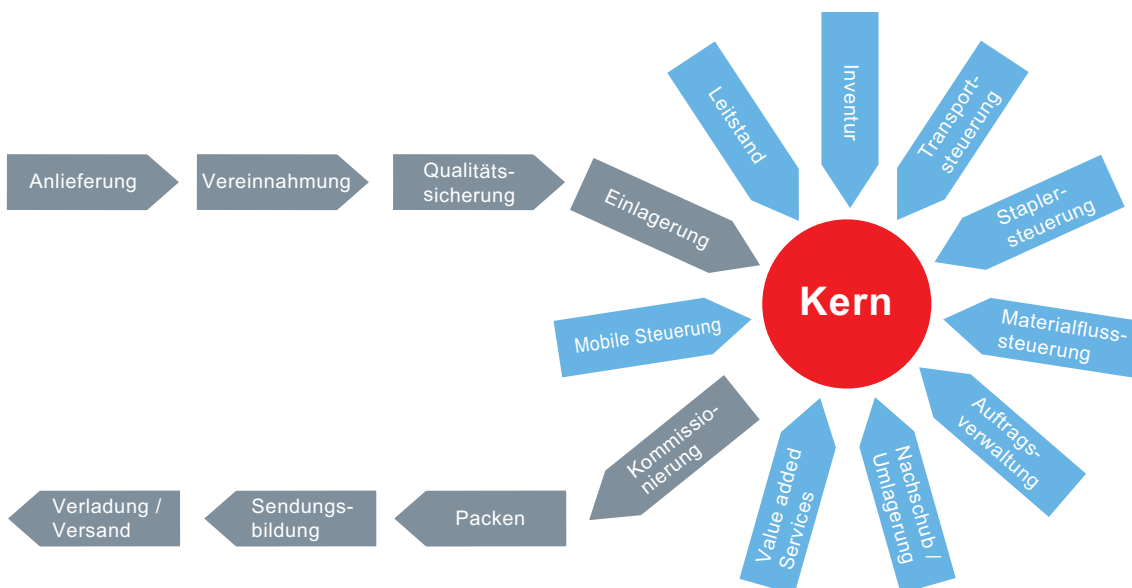 Anlieferung
Vereinnahmung
Qualitäts-
sicherung
Einlagerung
Leitstand
Inventur
Transport-
steuerung
Stapler-
steuerung
Materialfluss-
steuerung
Auftrags-
verwaltung
Nachschub /
Umlagerung
Value added
Services
Kommissio-
nierung
Mobile Steuerung
Kern
Packen
Sendungs-
bildung
Verladung /
Versand